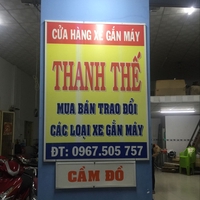 CỬA HÀNG XE GẮN MÁY
THANH THẾ
MUA BÁN TRAO ĐỔI
CÁC LOẠI XE GẮN MÁY
ĐT: 0967.505 757
CẦM ĐỒ